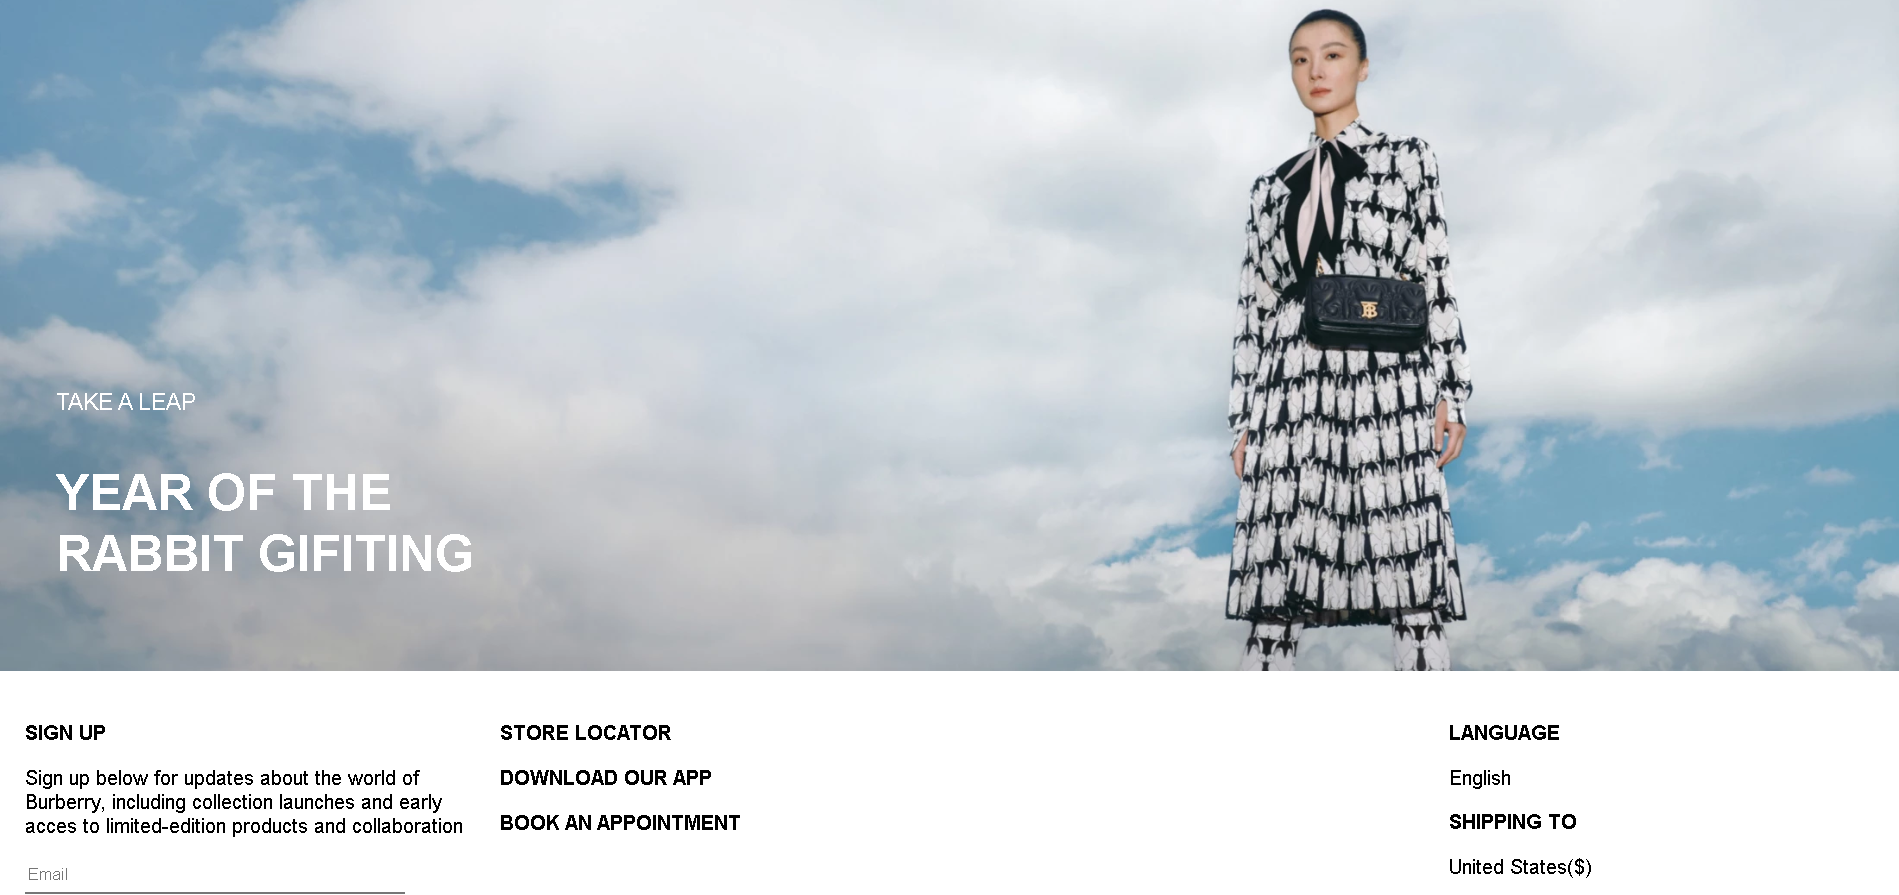 TAKE A LEAP
YEAR OF THE
RABBIT GIFITING
SIGN UP
Sign up below for updates about the world of
Burberry, including collection launches and early
acces to limited-edition products and collaboration
Email
STORE LOCATOR
DOWNLOAD OUR APP
BOOK AN APPOINTMENT
LANGUAGE
English
SHIPPING TO
United States($)